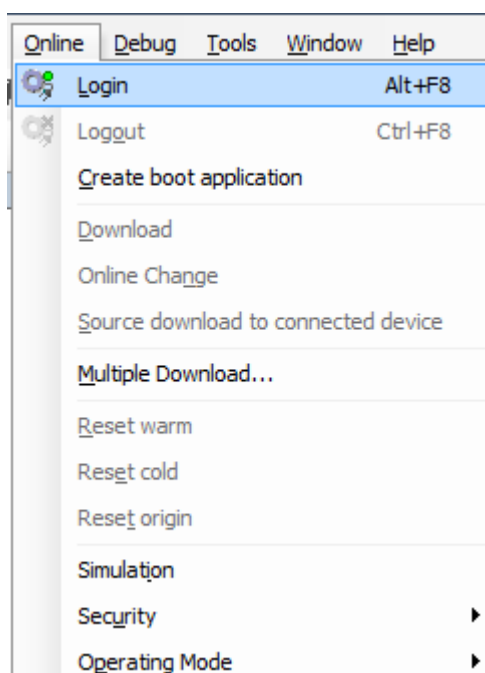 Online Debug Tools Window Help
Login Alt+F8
Logout Ctrl+F8
Create boot application
Download
Online Change
Source download to connected device
Multiple Download...
Reset warm
Reset cold
Reset origin
Simulation
Security
Operating Mode